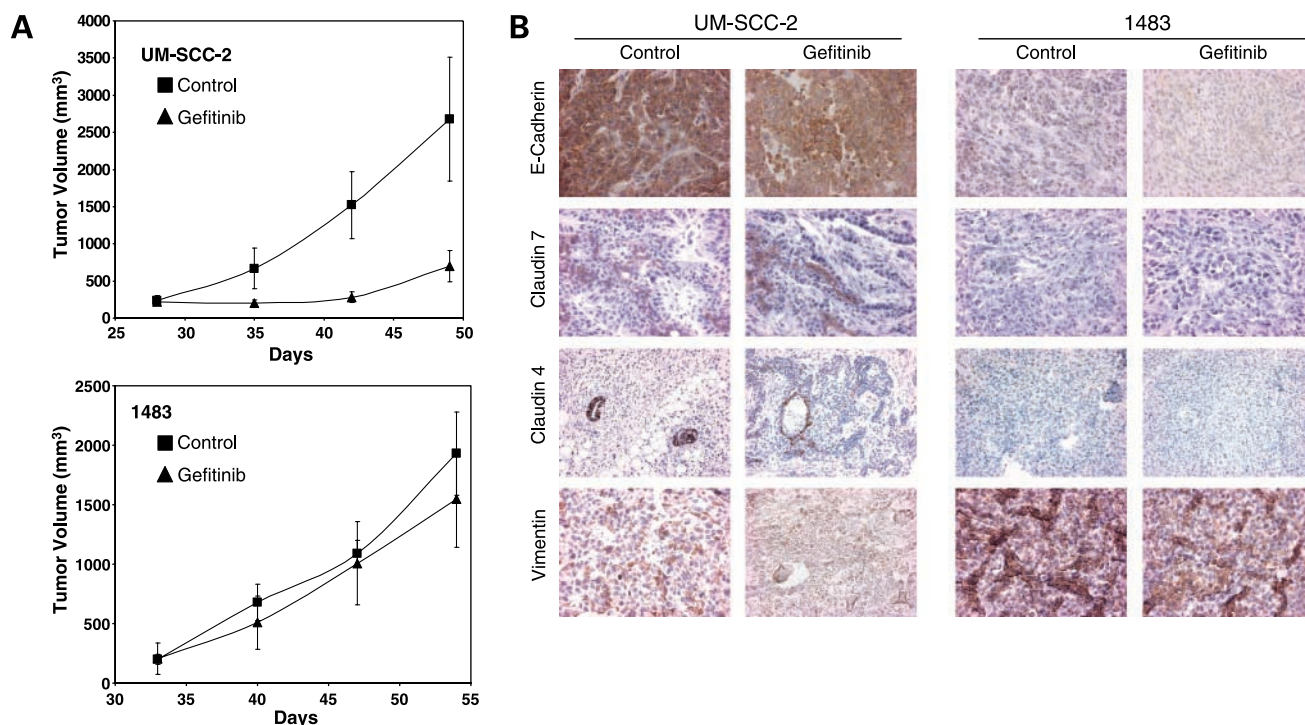 A
UM-SCC-2
Control
Gefitinib
Tumor Volume (mm³)
4000
3500
3000
2500
2000
1500
1000
500
0
25 30 35 40 45 50
Days
1483
Control
Gefitinib
Tumor Volume (mm³)
2500
2000
1500
1000
500
0
30 35 40 45 50 55
Days
B
UM-SCC-2 1483
Control Gefitinib Control Gefitinib
E-Cadherin
Claudin 7
Claudin 4
Vimentin